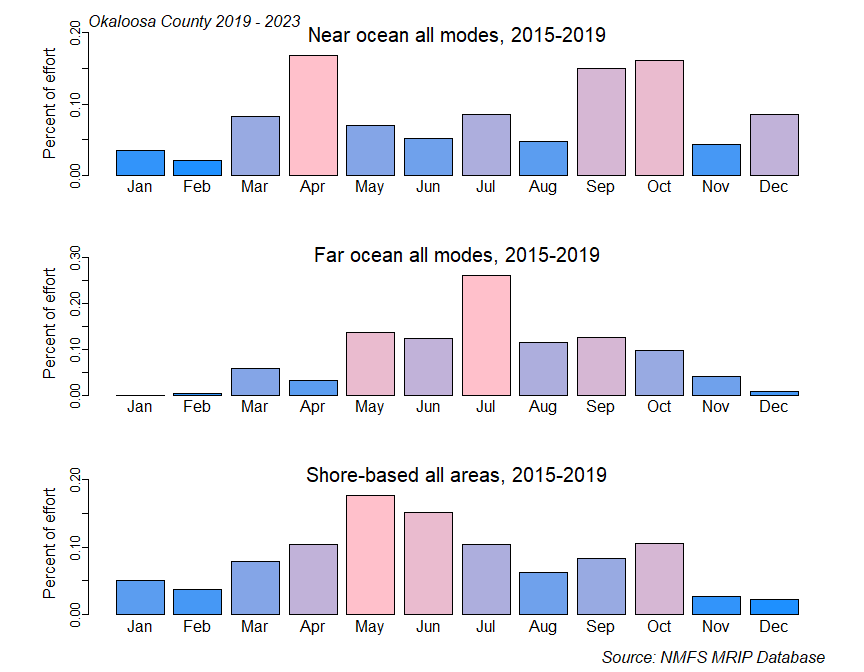 Okaloosa County 2019 - 2023
Near ocean all modes, 2015-2019
Percent of effort
0.00 0.10 0.20
Jan Feb Mar Apr May Jun Jul Aug Sep Oct Nov Dec
Far ocean all modes, 2015-2019
Percent of effort
0.00 0.10 0.20 0.30
Jan Feb Mar Apr May Jun Jul Aug Sep Oct Nov Dec
Shore-based all areas, 2015-2019
Percent of effort
0.00 0.10 0.20
Jan Feb Mar Apr May Jun Jul Aug Sep Oct Nov Dec
Source: NMFS MRIP Database